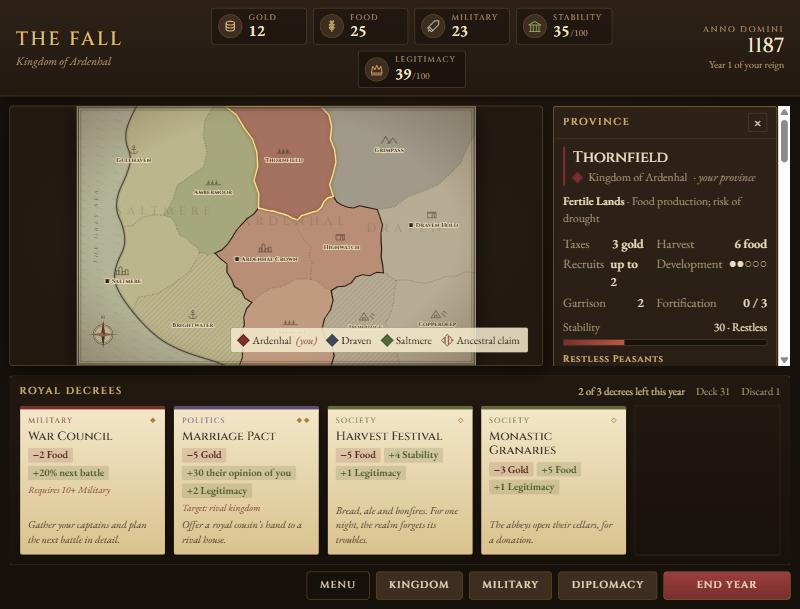 THE FALL
Kingdom of Ardenhal
GOLD
12
FOOD
25
MILITARY
23
STABILITY
35/100
LEGITIMACY
39/100
ANNO DOMINI
1187
Year 1 of your reign
GULLHAVEN
AMBERMOOR
THORNFIELD
GRIMPASS
THE GREY SEA
SALTMERE
ARDENHAL
DRAVEN
DRAVEN HOLD
HIGHWATCH
ARDENHAL CROWN
SALTMERE
BRIGHTWATER
COPPERDEEP
N
Ardenhal (you)
Draven
Saltmere
Ancestral claim
PROVINCE
×
THORNFIELD
Kingdom of Ardenhal · your province
Fertile Lands · Food production; risk of
drought
Taxes 3 gold
Harvest 6 food
Recruits up to
2
Development
Garrison 2
Fortification 0 / 3
Stability 30 · Restless
RESTLESS PEASANTS
ROYAL DECREES
2 of 3 decrees left this year
Deck 31
Discard 1
MILITARY
WAR COUNCIL
−2 Food
+20% next battle
Requires 10+ Military
Gather your captains and plan
the next battle in detail.
POLITICS
MARRIAGE PACT
−5 Gold
+30 their opinion of you
+2 Legitimacy
Target: rival kingdom
Offer a royal cousin's hand to a
rival house.
SOCIETY
HARVEST FESTIVAL
−5 Food +4 Stability
+1 Legitimacy
Bread, ale and bonfires. For one
night, the realm forgets its
troubles.
SOCIETY
MONASTIC
GRANARIES
−3 Gold +5 Food
+1 Legitimacy
The abbeys open their cellars, for
a donation.
MENU
KINGDOM
MILITARY
DIPLOMACY
END YEAR